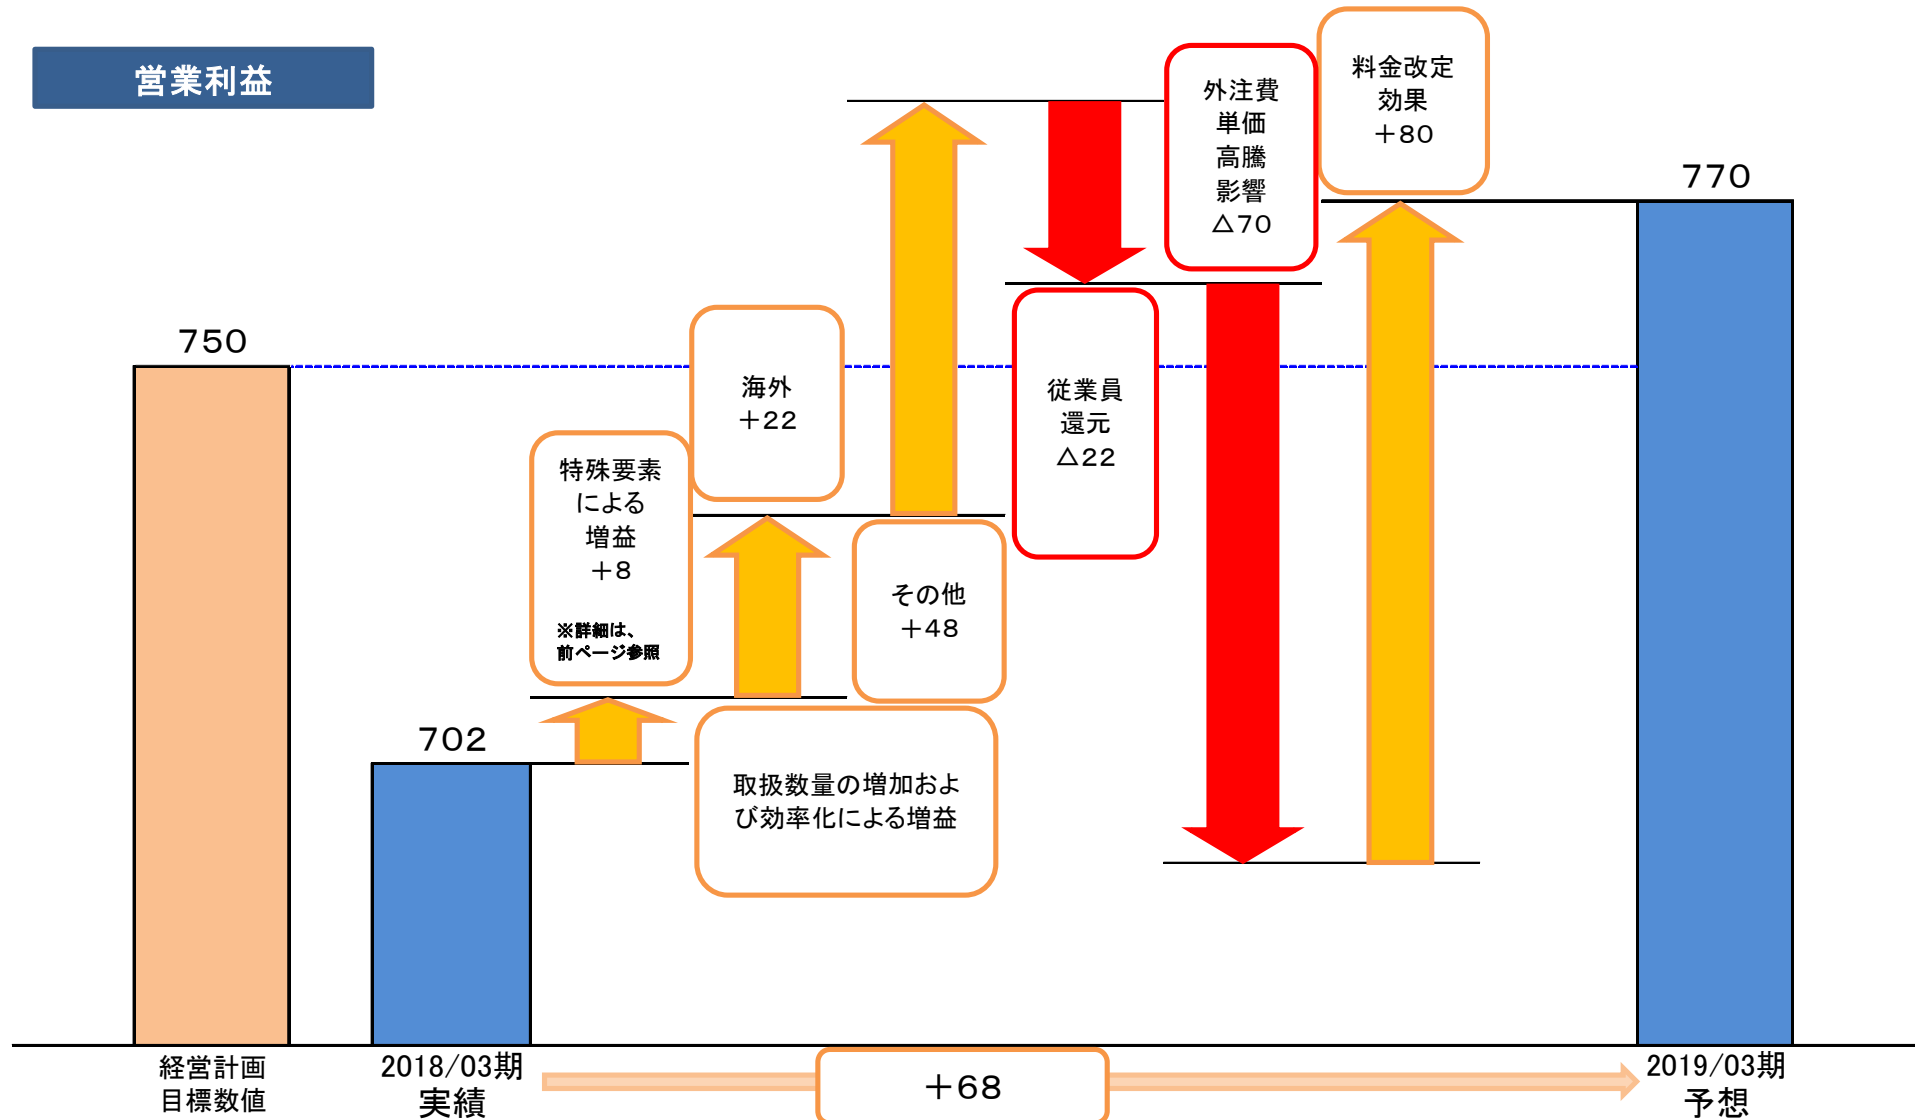 営業利益
750
経営計画
目標数値
702
2018/03期
実績
特殊要素
による
増益
＋8
※詳細は、
前ページ参照
海外
＋22
その他
＋48
取扱数量の増加およ
び効率化による増益
従業員
還元
△22
外注費
単価
高騰
影響
△70
料金改定
効果
＋80
770
2019/03期
予想
＋68